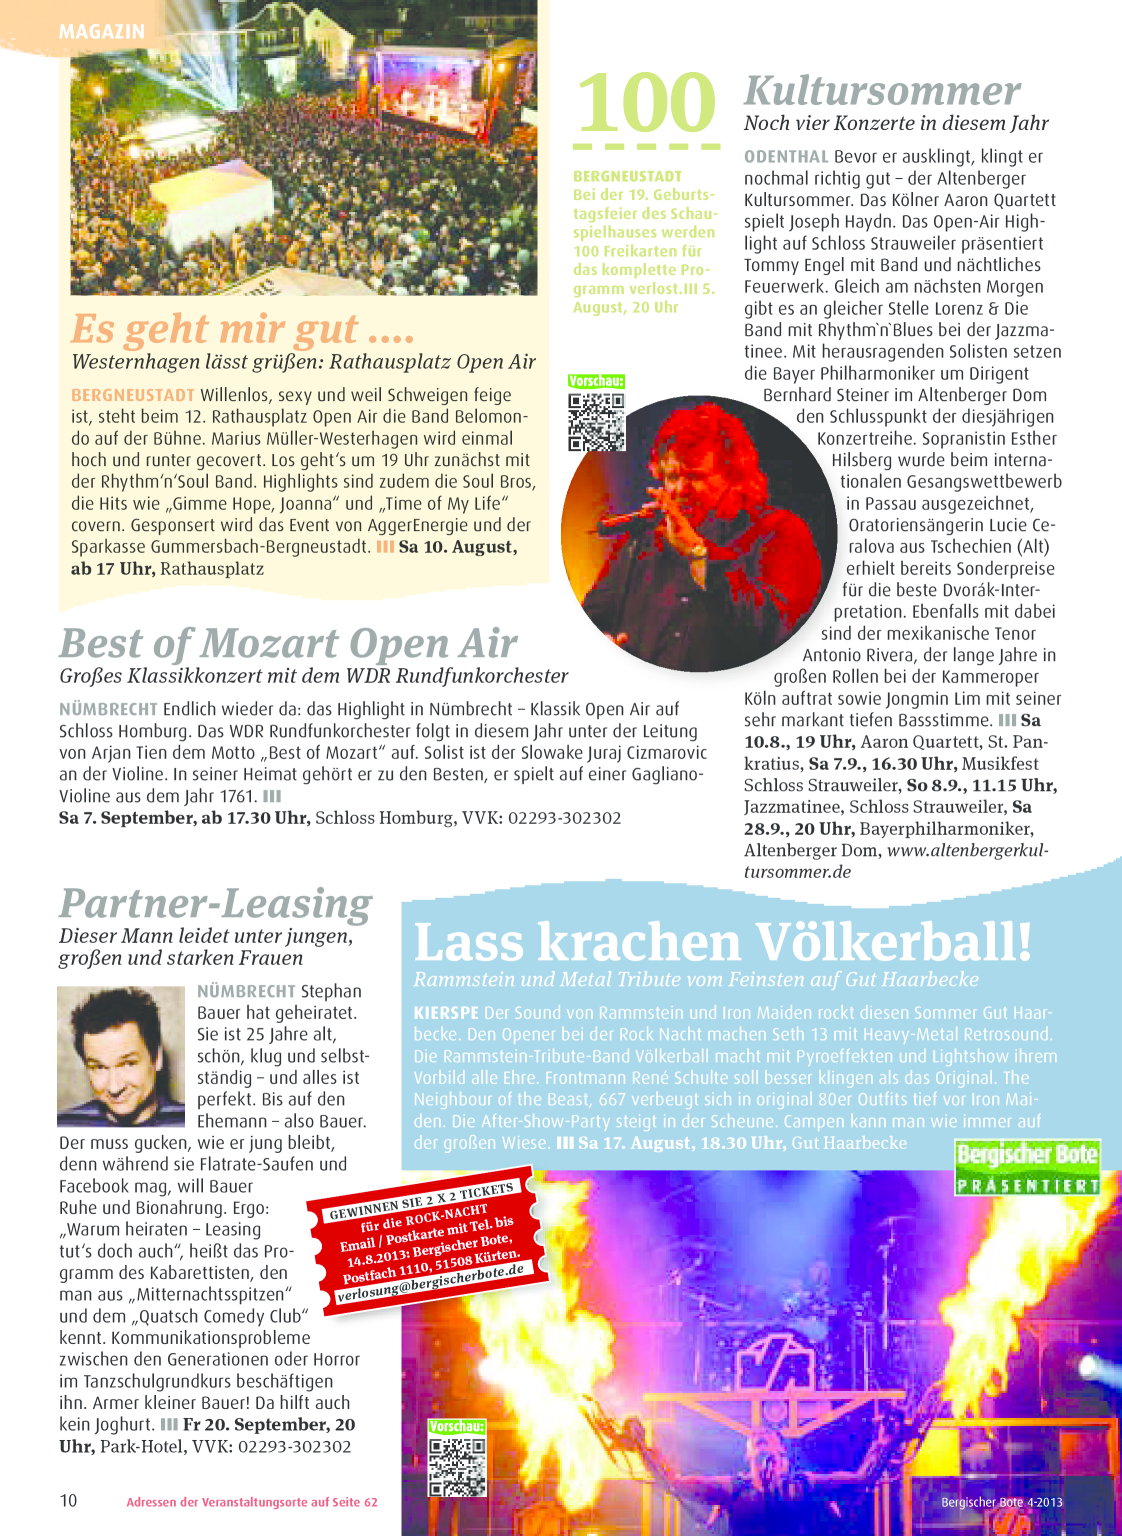 MAGAZIN
Es geht mir gut ....
Westernhagen lässt grüßen: Rathausplatz Open Air
BERGNEUSTADT Willenlos, sexy und weil Schweigen feige
ist, steht beim 12. Rathausplatz Open Air die Band Belomon-
do auf der Bühne. Marius Müller-Westerhagen wird einmal
hoch und runter gecovert. Los geht's um 19 Uhr zunächst mit
der Rhythm'n'Soul Band. Highlights sind zudem die Soul Bros,
die Hits wie „Gimme Hope, Joanna“ und „Time of My Life“
covern. Gesponsert wird das Event von AggerEnergie und der
Sparkasse Gummersbach-Bergneustadt. III Sa 10. August,
ab 17 Uhr, Rathausplatz
100
BERGNEUSTADT
Bei der 19. Geburts-
tagsfeier des Schau-
spielhauses werden
100 Freikarten für
das komplette Pro-
gramm verlost.III 5.
August, 20 Uhr
Vorschau:
Kultursommer
Noch vier Konzerte in diesem Jahr
ODENTHAL Bevor er ausklingt, klingt er
nochmal richtig gut – der Altenberger
Kultursommer. Das Kölner Aaron Quartett
spielt Joseph Haydn. Das Open-Air High-
light auf Schloss Strauweiler präsentiert
Tommy Engel mit Band und nächtliches
Feuerwerk. Gleich am nächsten Morgen
gibt es an gleicher Stelle Lorenz & Die
Band mit Rhythm`n`Blues bei der Jazzma-
tinee. Mit herausragenden Solisten setzen
die Bayer Philharmoniker um Dirigent
Bernhard Steiner im Altenberger Dom
den Schlusspunkt der diesjährigen
Konzertreihe. Sopranistin Esther
Hilsberg wurde beim interna-
tionalen Gesangswettbewerb
in Passau ausgezeichnet,
Oratoriensängerin Lucie Ce-
ralova aus Tschechien (Alt)
erhielt bereits Sonderpreise
für die beste Dvorák-Inter-
pretation. Ebenfalls mit dabei
sind der mexikanische Tenor
Antonio Rivera, der lange Jahre in
großen Rollen bei der Kammeroper
Köln auftrat sowie Jongmin Lim mit seiner
sehr markant tiefen Bassstimme. III Sa
10.8., 19 Uhr, Aaron Quartett, St. Pan-
kratius, Sa 7.9., 16.30 Uhr, Musikfest
Schloss Strauweiler, So 8.9., 11.15 Uhr,
Jazzmatinee, Schloss Strauweiler, Sa
28.9., 20 Uhr, Bayerphilharmoniker,
Altenberger Dom, www.altenbergerkul-
tursommer.de
Best of Mozart Open Air
Großes Klassikkonzert mit dem WDR Rundfunkorchester
NÜMBRECHT Endlich wieder da: das Highlight in Nümbrecht – Klassik Open Air auf
Schloss Homburg. Das WDR Rundfunkorchester folgt in diesem Jahr unter der Leitung
von Arjan Tien dem Motto „Best of Mozart“ auf. Solist ist der Slowake Juraj Cizmarovic
an der Violine. In seiner Heimat gehört er zu den Besten, er spielt auf einer Gagliano-
Violine aus dem Jahr 1761. III
Sa 7. September, ab 17.30 Uhr, Schloss Homburg, VVK: 02293-302302
Partner-Leasing
Dieser Mann leidet unter jungen,
großen und starken Frauen
NÜMBRECHT Stephan
Bauer hat geheiratet.
Sie ist 25 Jahre alt,
schön, klug und selbst-
ständig – und alles ist
perfekt. Bis auf den
Ehemann – also Bauer.
Der muss gucken, wie er jung bleibt,
denn während sie Flatrate-Saufen und
Facebook mag, will Bauer
Ruhe und Bionahrung. Ergo:
„Warum heiraten – Leasing
tut's doch auch“, heißt das Pro-
gramm des Kabarettisten, den
man aus „Mitternachtsspitzen“
und dem „Quatsch Comedy Club“
kennt. Kommunikationsprobleme
zwischen den Generationen oder Horror
im Tanzschulgrundkurs beschäftigen
ihn. Armer kleiner Bauer! Da hilft auch
kein Joghurt. III Fr 20. September, 20
Uhr, Park-Hotel, VVK: 02293-302302
Lass krachen Völkerball!
Rammstein und Metal Tribute vom Feinsten auf Gut Haarbecke
KIERSPE Der Sound von Rammstein und Iron Maiden rockt diesen Sommer Gut Haar-
becke. Den Opener bei der Rock Nacht machen Seth 13 mit Heavy-Metal Retrosound.
Die Rammstein-Tribute-Band Völkerball macht mit Pyroeffekten und Lightshow ihrem
Vorbild alle Ehre. Frontmann René Schulte soll besser klingen als das Original. The
Neighbour of the Beast, 667 verbeugt sich in original 80er Outfits tief vor Iron Mai-
den. Die After-Show-Party steigt in der Scheune. Campen kann man wie immer auf
der großen Wiese. III Sa 17. August, 18.30 Uhr, Gut Haarbecke
Bergischer Bote
PRÄSENTIERT
GEWINNEN SIE 2 X 2 TICKETS
für die ROCK-NACHT
Email / Postkarte mit Tel. bis
14.8.2013: Bergischer Bote,
Postfach 1110, 51508 Kürten.
verlosung@bergischerbote.de
Vorschau:
10
Adressen der Veranstaltungsorte auf Seite 62
Bergischer Bote 4-2013